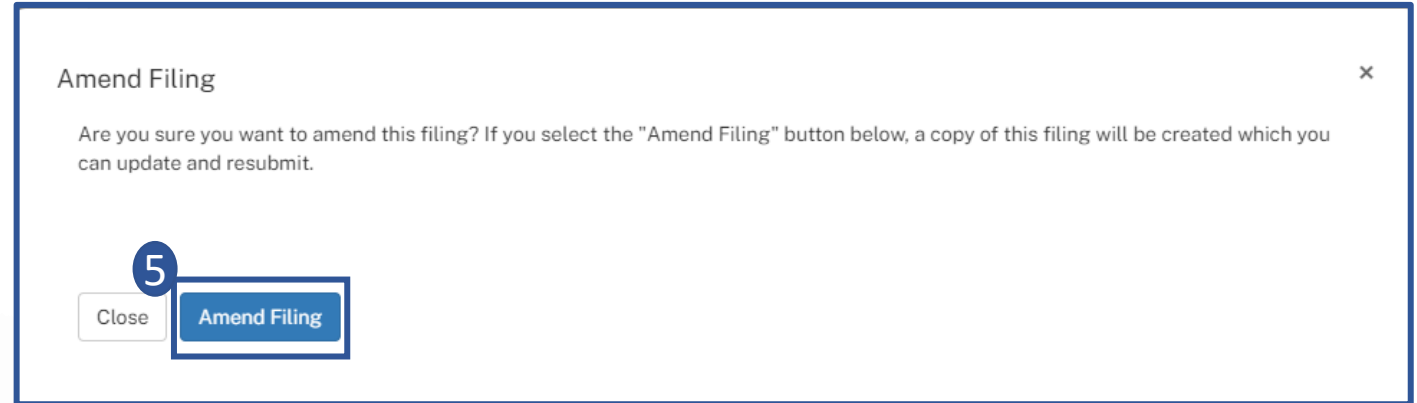 Amend Filing ×
Are you sure you want to amend this filing? If you select the "Amend Filing" button below, a copy of this filing will be created which you
can update and resubmit.
5
Close Amend Filing